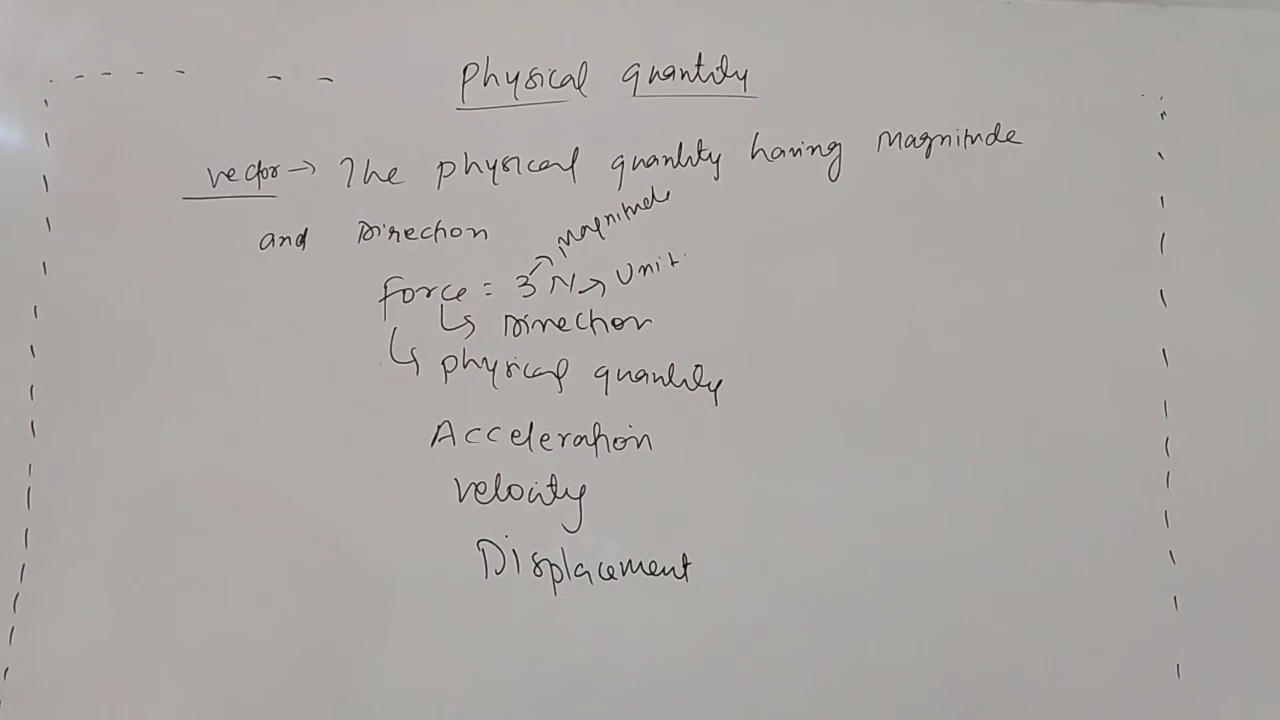 Physical quantity
vector → The physical quantity having Magnitude
and Direction
Magnitude
Force = 3 N → Unit.
↳ Direction
↳ physical quantity
Acceleration
velocity
Displacement